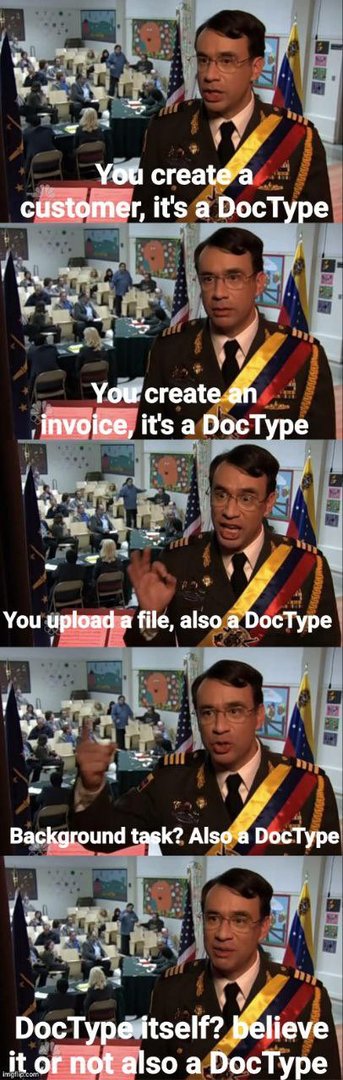 You create a
customer, it's a DocType
You create an
invoice, it's a DocType
You upload a file, also a DocType
Background task? Also a DocType
DocType itself? believe
it or not also a DocType
imgflip.com